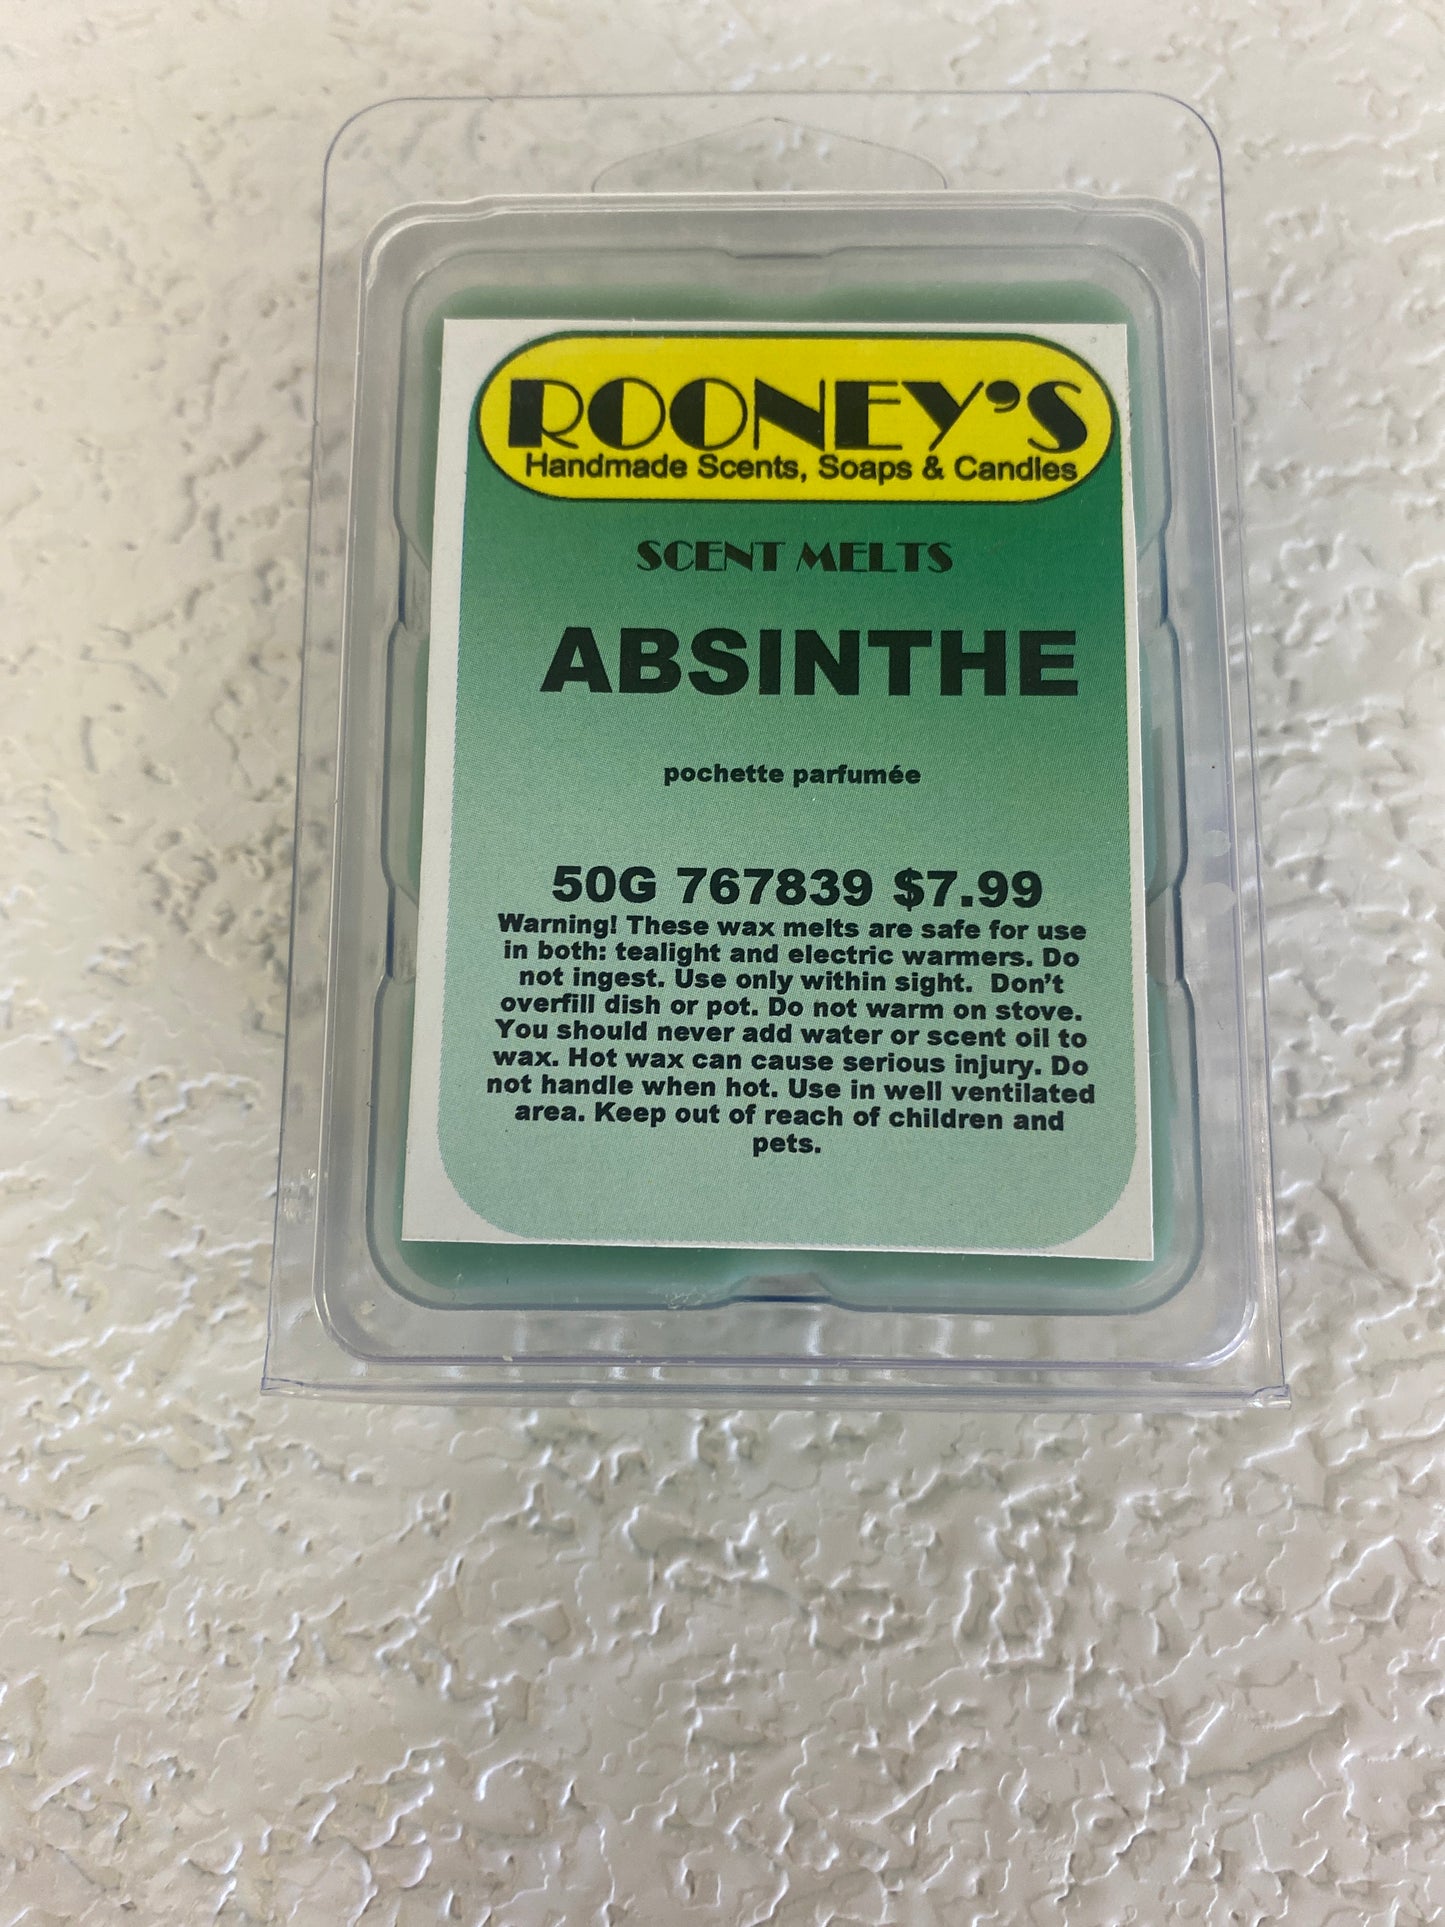 ROONEY'S
Handmade Scents, Soaps & Candles
SCENT MELTS
ABSINTHE
pochette parfumée
50G 767839 $7.99
Warning! These wax melts are safe for use
in both: tealight and electric warmers. Do
not ingest. Use only within sight. Don't
overfill dish or pot. Do not warm on stove.
You should never add water or scent oil to
wax. Hot wax can cause serious injury. Do
not handle when hot. Use in well ventilated
area. Keep out of reach of children and
pets.